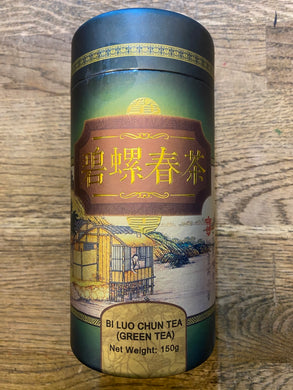 碧螺春茶
BI LUO CHUN TEA
(GREEN TEA)
Net Weight: 150g